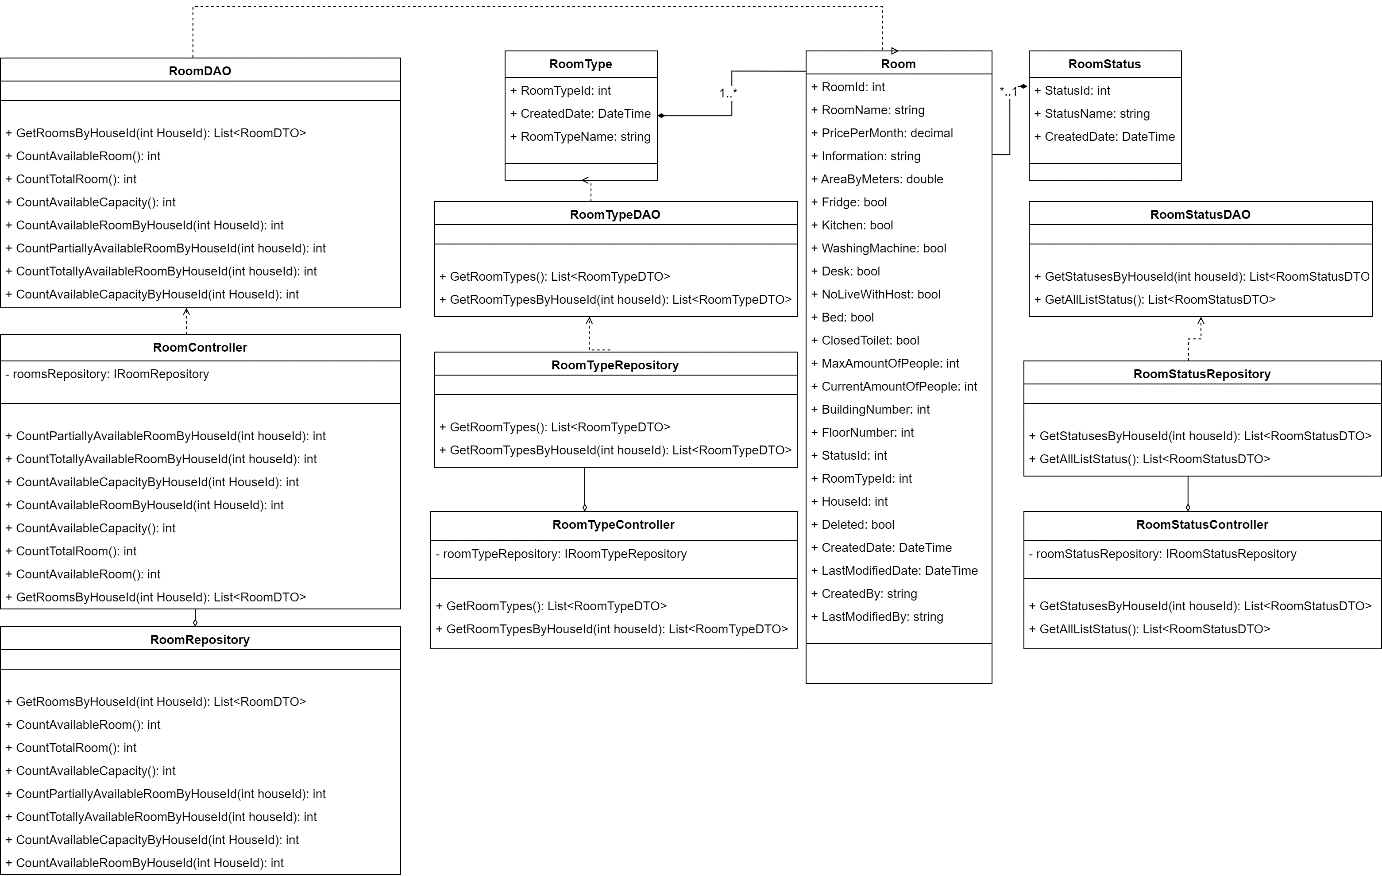 RoomDAO
+ GetRoomsByHouseId(int HouseId): List<RoomDTO>
+ CountAvailableRoom(): int
+ CountTotalRoom(): int
+ CountAvailableCapacity(): int
+ CountAvailableRoomByHouseId(int HouseId): int
+ CountPartiallyAvailableRoomByHouseId(int houseId): int
+ CountTotallyAvailableRoomByHouseId(int houseId): int
+ CountAvailableCapacityByHouseId(int HouseId): int
RoomController
- roomsRepository: IRoomRepository
+ CountPartiallyAvailableRoomByHouseId(int houseId): int
+ CountTotallyAvailableRoomByHouseId(int houseId): int
+ CountAvailableCapacityByHouseId(int HouseId): int
+ CountAvailableRoomByHouseId(int HouseId): int
+ CountAvailableCapacity(): int
+ CountTotalRoom(): int
+ CountAvailableRoom(): int
+ GetRoomsByHouseId(int HouseId): List<RoomDTO>
RoomRepository
+ GetRoomsByHouseId(int HouseId): List<RoomDTO>
+ CountAvailableRoom(): int
+ CountTotalRoom(): int
+ CountAvailableCapacity(): int
+ CountPartiallyAvailableRoomByHouseId(int houseId): int
+ CountTotallyAvailableRoomByHouseId(int houseId): int
+ CountAvailableCapacityByHouseId(int HouseId): int
+ CountAvailableRoomByHouseId(int HouseId): int
RoomType
+ RoomTypeId: int
+ CreatedDate: DateTime
+ RoomTypeName: string
1..*
RoomTypeDAO
+ GetRoomTypes(): List<RoomTypeDTO>
+ GetRoomTypesByHouseId(int houseId): List<RoomTypeDTO>
RoomTypeRepository
+ GetRoomTypes(): List<RoomTypeDTO>
+ GetRoomTypesByHouseId(int houseId): List<RoomTypeDTO>
RoomTypeController
- roomTypeRepository: IRoomTypeRepository
+ GetRoomTypes(): List<RoomTypeDTO>
+ GetRoomTypesByHouseId(int houseId): List<RoomTypeDTO>
Room
+ RoomId: int
+ RoomName: string
+ PricePerMonth: decimal
+ Information: string
+ AreaByMeters: double
+ Fridge: bool
+ Kitchen: bool
+ WashingMachine: bool
+ Desk: bool
+ NoLiveWithHost: bool
+ Bed: bool
+ ClosedToilet: bool
+ MaxAmountOfPeople: int
+ CurrentAmountOfPeople: int
+ BuildingNumber: int
+ FloorNumber: int
+ StatusId: int
+ RoomTypeId: int
+ HouseId: int
+ Deleted: bool
+ CreatedDate: DateTime
+ LastModifiedDate: DateTime
+ CreatedBy: string
+ LastModifiedBy: string
*..1
RoomStatus
+ StatusId: int
+ StatusName: string
+ CreatedDate: DateTime
RoomStatusDAO
+ GetStatusesByHouseId(int houseId): List<RoomStatusDTO
+ GetAllListStatus(): List<RoomStatusDTO>
RoomStatusRepository
+ GetStatusesByHouseId(int houseId): List<RoomStatusDTO>
+ GetAllListStatus(): List<RoomStatusDTO>
RoomStatusController
- roomStatusRepository: IRoomStatusRepository
+ GetStatusesByHouseId(int houseId): List<RoomStatusDTO>
+ GetAllListStatus(): List<RoomStatusDTO>